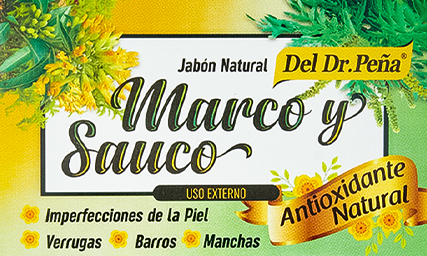 Jabón Natural Del Dr. Peña®
Marco y
Sauco
USO EXTERNO
Antioxidante
Natural
Imperfecciones de la Piel
Verrugas Barros Manchas